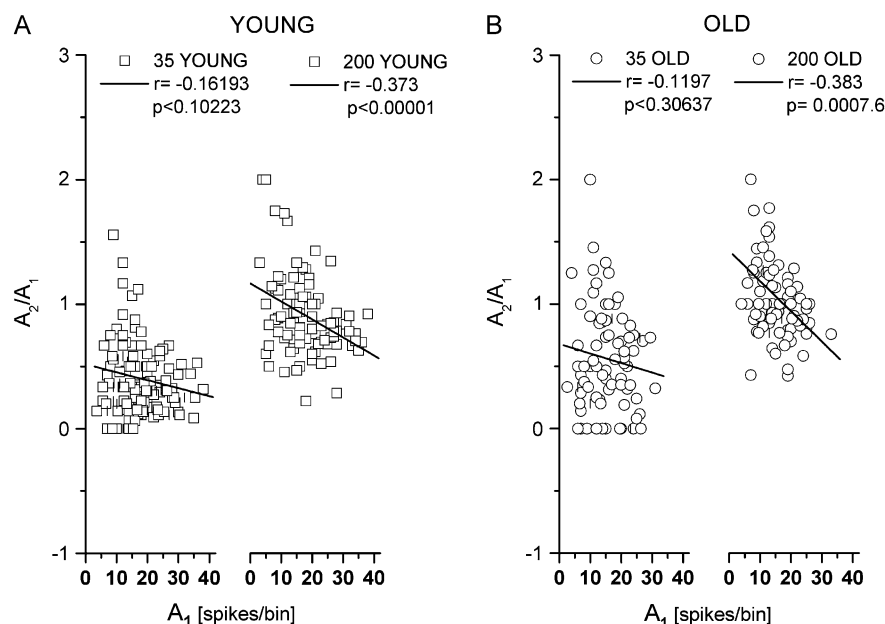 A YOUNG
35 YOUNG
r= -0.16193
p<0.10223
200 YOUNG
r= -0.373
p<0.00001
A₂/A₁
3
2
1
0
-1
0 10 20 30 40
0 10 20 30 40
A₁ [spikes/bin]
B OLD
35 OLD
r= -0.1197
p<0.30637
200 OLD
r= -0.383
p= 0.0007.6
A₂/A₁
3
2
1
0
-1
0 10 20 30 40
0 10 20 30 40
A₁ [spikes/bin]